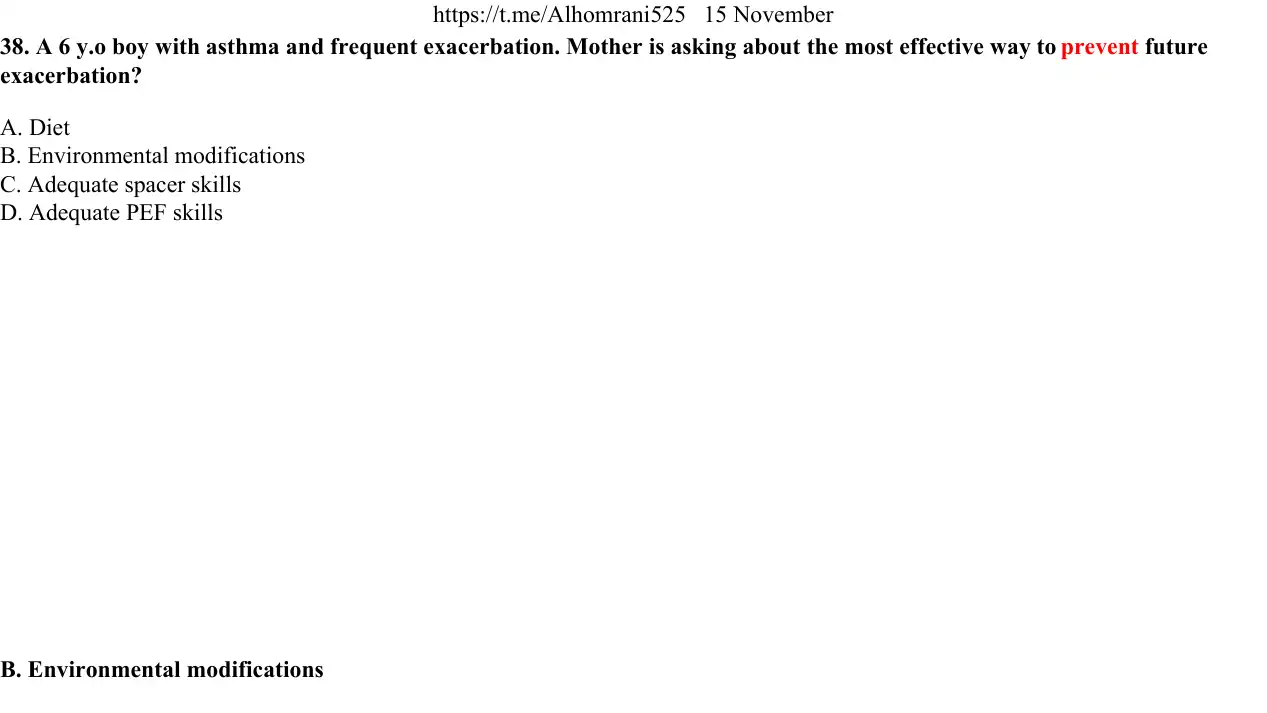 https://t.me/Alhomrani525 15 November
38. A 6 y.o boy with asthma and frequent exacerbation. Mother is asking about the most effective way to prevent future
exacerbation?
A. Diet
B. Environmental modifications
C. Adequate spacer skills
D. Adequate PEF skills
B. Environmental modifications